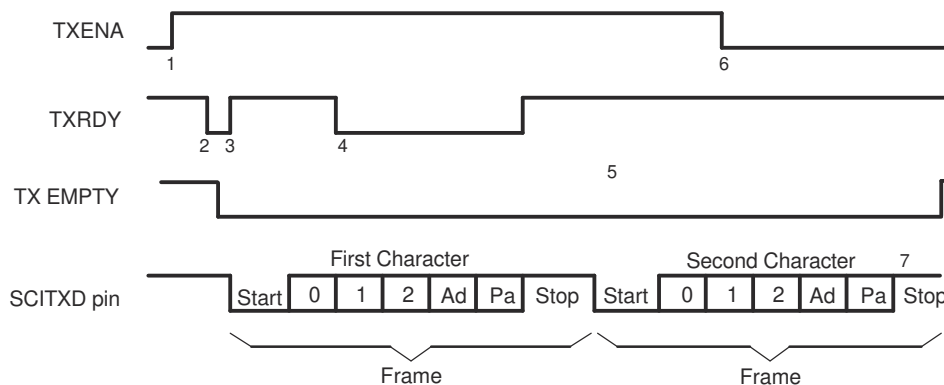 TXENA
1
6
TXRDY
2
3
4
5
TX EMPTY
First Character
Second Character
7
SCITXD pin
Start 0 1 2 Ad Pa Stop Start 0 1 2 Ad Pa Stop
Frame
Frame